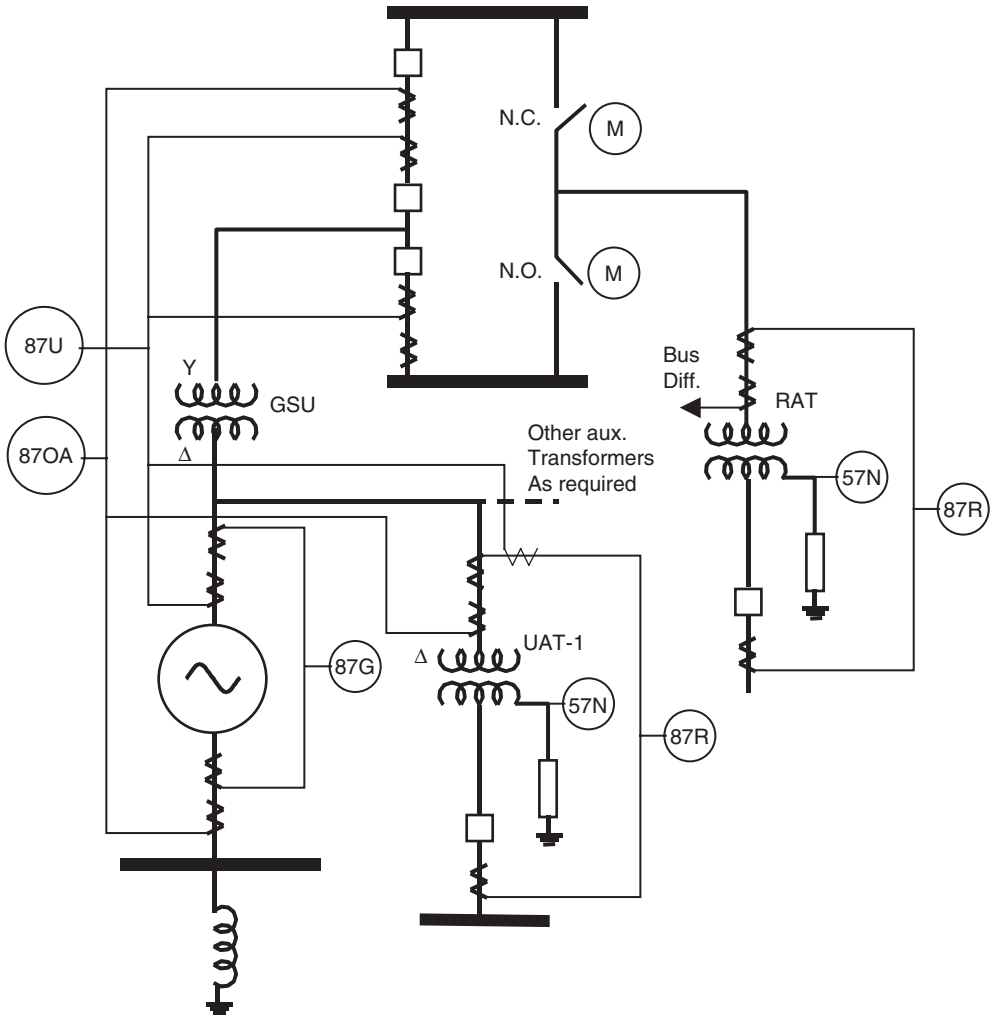 N.C.
M
N.O.
M
87U
Y
GSU
Δ
87OA
Bus
Diff.
RAT
Other aux.
Transformers
As required
57N
87R
UAT-1
Δ
87G
57N
87R